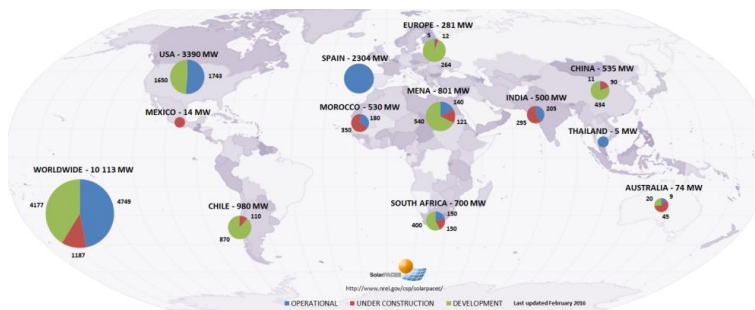 EUROPE - 281 MW
5
12
264
USA - 3390 MW
1650
1743
SPAIN - 2304 MW
CHINA - 535 MW
11
90
434
MENA - 801 MW
140
540
121
INDIA - 500 MW
205
295
MEXICO - 14 MW
MOROCCO - 530 MW
180
350
THAILAND - 5 MW
WORLDWIDE - 10 113 MW
4177
4749
1187
CHILE - 980 MW
110
870
SOUTH AFRICA - 700 MW
150
400
150
AUSTRALIA - 74 MW
20
9
45
SolarPACES
http://www.nrel.gov/csp/solarpaces/
OPERATIONAL UNDER CONSTRUCTION DEVELOPMENT Last updated February 2016